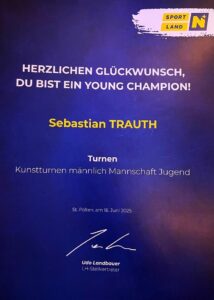 SPORT
LAND
N
HERZLICHEN GLÜCKWUNSCH,
DU BIST EIN YOUNG CHAMPION!
Sebastian TRAUTH
Turnen
Kunstturnen männlich Mannschaft Jugend
St. Pölten, am 16. Juni 2025
Udo Landbauer
LH-Stellvertreter